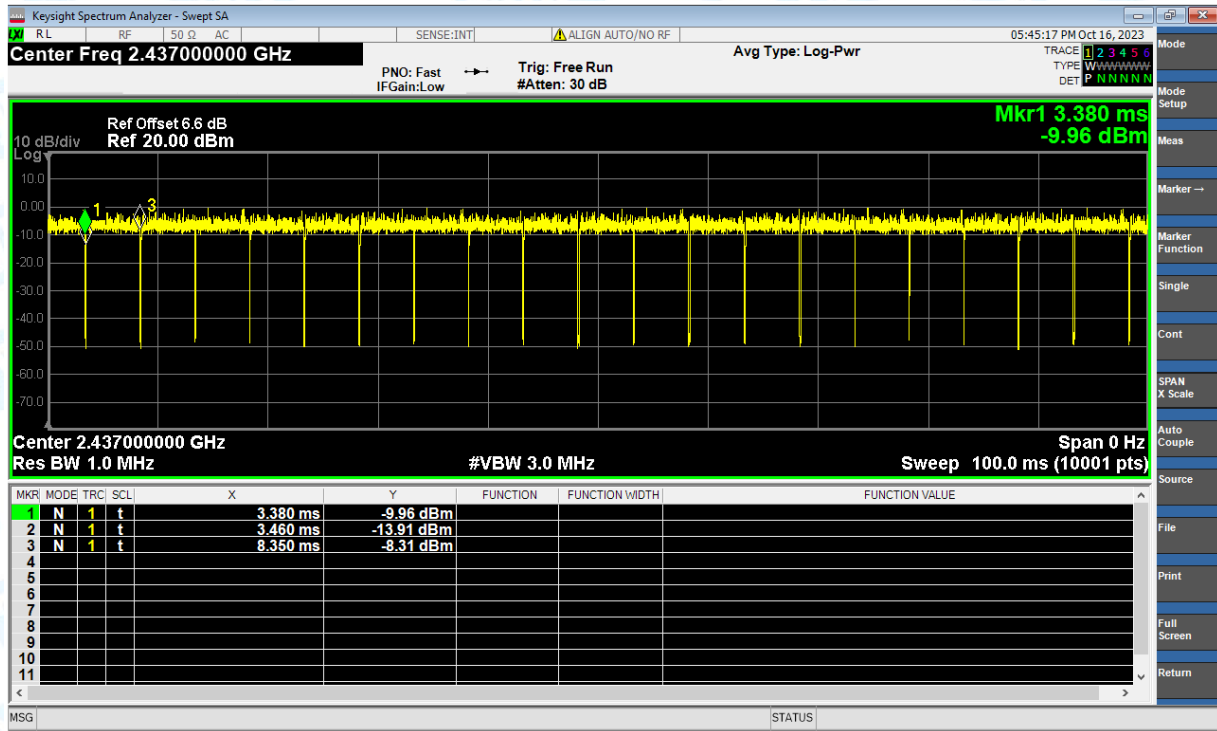 Keysight Spectrum Analyzer - Swept SA
LXI RL RF 50 Ω AC SENSE:INT ALIGN AUTO/NO RF 05:45:17 PM Oct 16, 2023
Center Freq 2.437000000 GHz Avg Type: Log-Pwr TRACE 1 2 3 4 5 6
PNO: Fast Trig: Free Run TYPE WWWWWW
IFGain:Low #Atten: 30 dB DET P NNNNN
Mkr1 3.380 ms
-9.96 dBm
Ref Offset 6.6 dB
10 dB/div Ref 20.00 dBm
Log
10.0
0.00
-10.0
-20.0
-30.0
-40.0
-50.0
-60.0
-70.0
1
3
Center 2.437000000 GHz Span 0 Hz
Res BW 1.0 MHz #VBW 3.0 MHz Sweep 100.0 ms (10001 pts)
MKR MODE TRC SCL X Y FUNCTION FUNCTION WIDTH FUNCTION VALUE
1 N 1 t 3.380 ms -9.96 dBm
2 N 1 t 3.460 ms -13.91 dBm
3 N 1 t 8.350 ms -8.31 dBm
4
5
6
7
8
9
10
11
MSG STATUS
Mode
Mode
Setup
Meas
Marker →
Marker
Function
Single
Cont
SPAN
X Scale
Auto
Couple
Source
File
Print
Full
Screen
Return